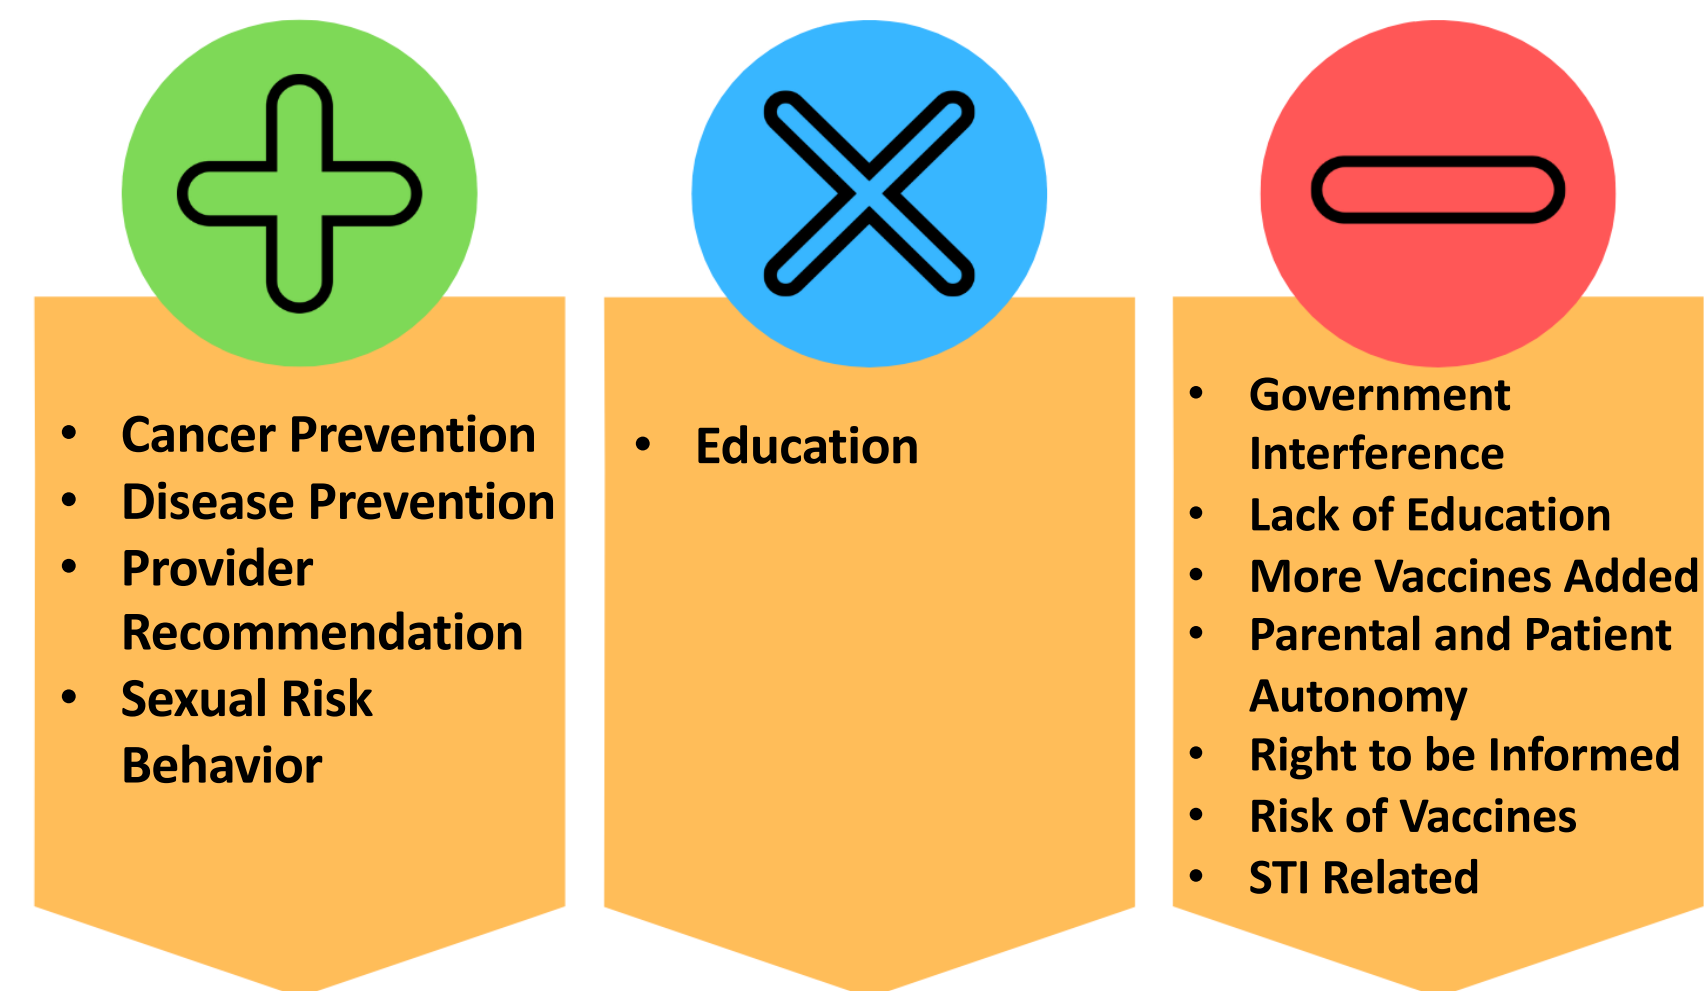 • Cancer Prevention
• Disease Prevention
• Provider
Recommendation
• Sexual Risk
Behavior
• Education
• Government
Interference
• Lack of Education
• More Vaccines Added
• Parental and Patient
Autonomy
• Right to be Informed
• Risk of Vaccines
• STI Related